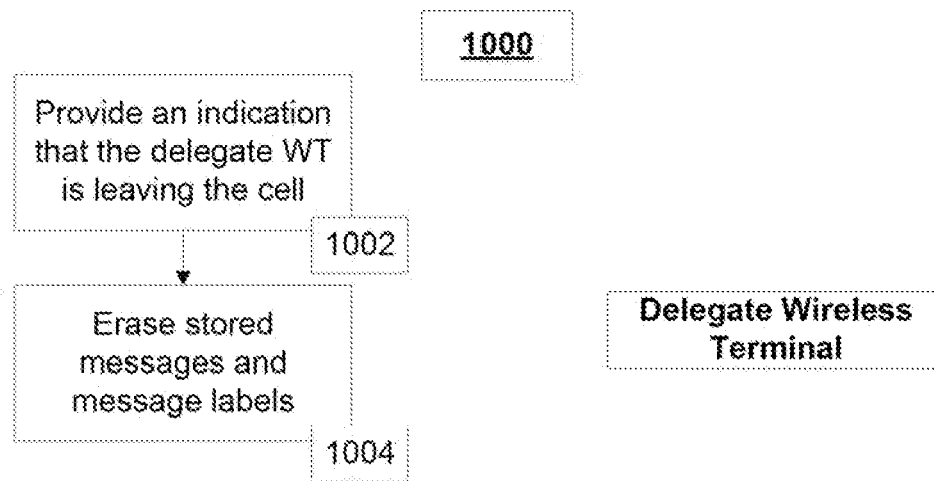 1000
Provide an indication
that the delegate WT
is leaving the cell
1002
Erase stored
messages and
message labels
1004
Delegate Wireless
Terminal